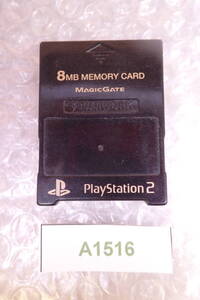 8MB MEMORY CARD
MAGICGATE
PlayStation 2
A1516